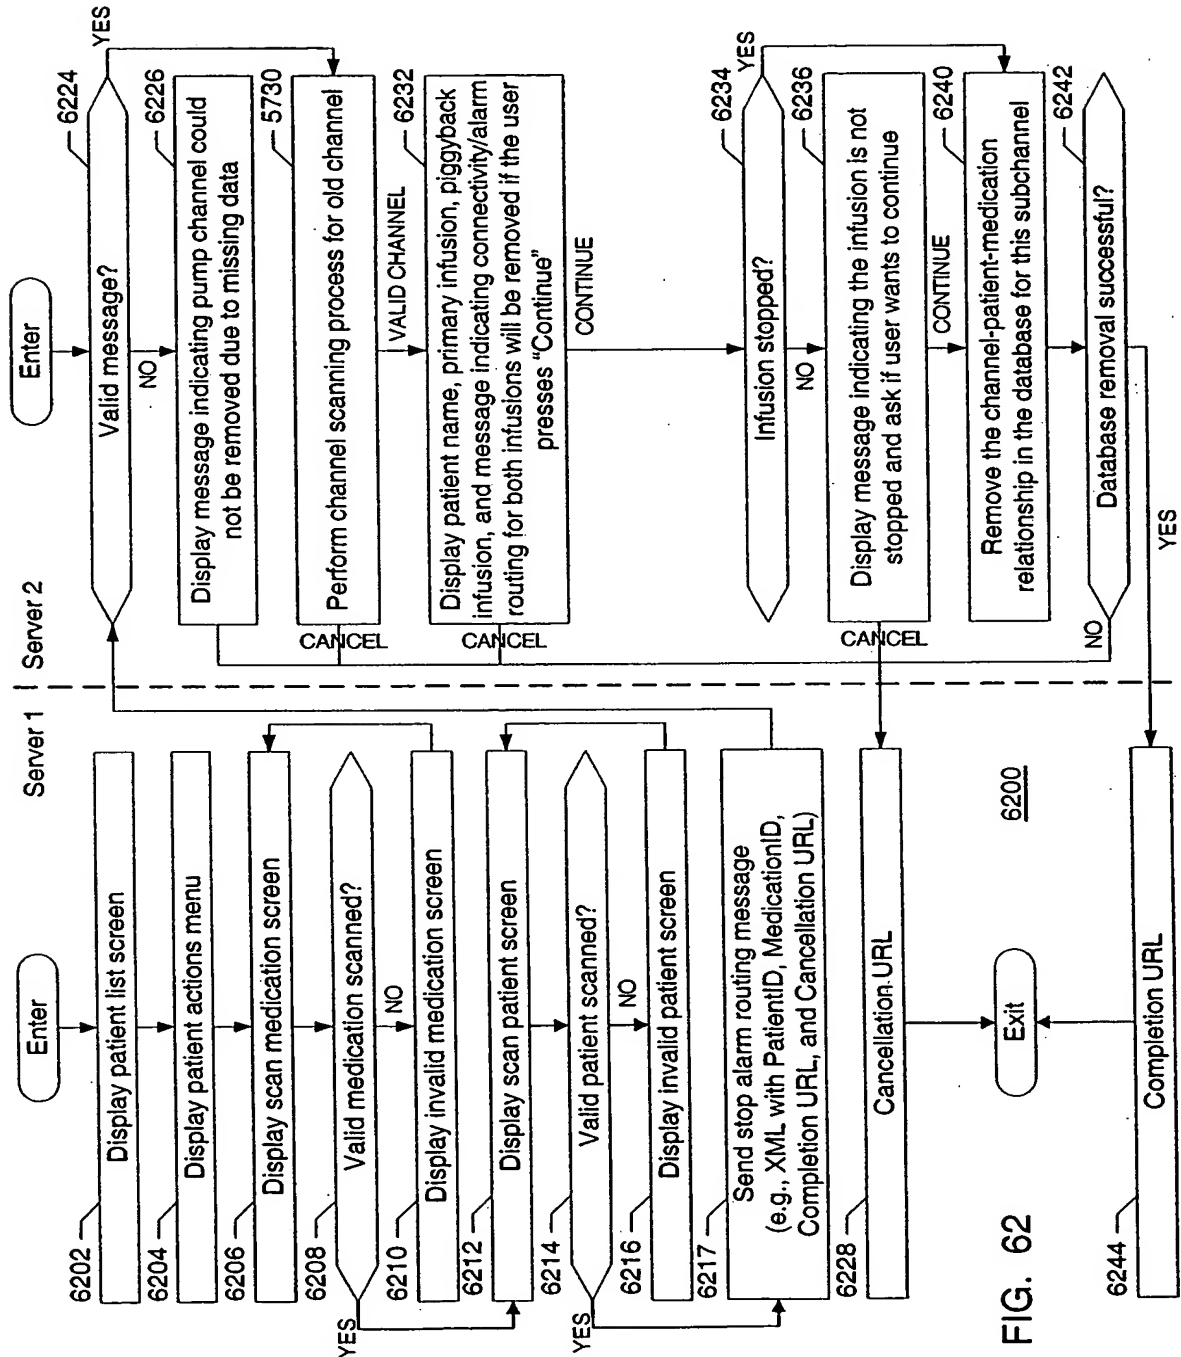 Server 1
Enter
6202
Display patient list screen
6204
Display patient actions menu
6206
Display scan medication screen
6208
Valid medication scanned?
YES
NO
6210
Display invalid medication screen
6212
Display scan patient screen
6214
Valid patient scanned?
YES
NO
6216
Display invalid patient screen
6217
Send stop alarm routing message
(e.g., XML with PatientID, MedicationID,
Completion URL, and Cancellation URL)
6228
Cancellation URL
Exit
6200
6244
Completion URL
FIG. 62
Server 2
Enter
6224
Valid message?
YES
NO
6226
Display message indicating pump channel could
not be removed due to missing data
5730
Perform channel scanning process for old channel
CANCEL
VALID CHANNEL
6232
Display patient name, primary infusion, piggyback
infusion, and message indicating connectivity/alarm
routing for both infusions will be removed if the user
presses “Continue”
CANCEL
CONTINUE
6234
Infusion stopped?
YES
NO
6236
Display message indicating the infusion is not
stopped and ask if user wants to continue
CANCEL
CONTINUE
6240
Remove the channel-patient-medication
relationship in the database for this subchannel
6242
Database removal successful?
NO
YES